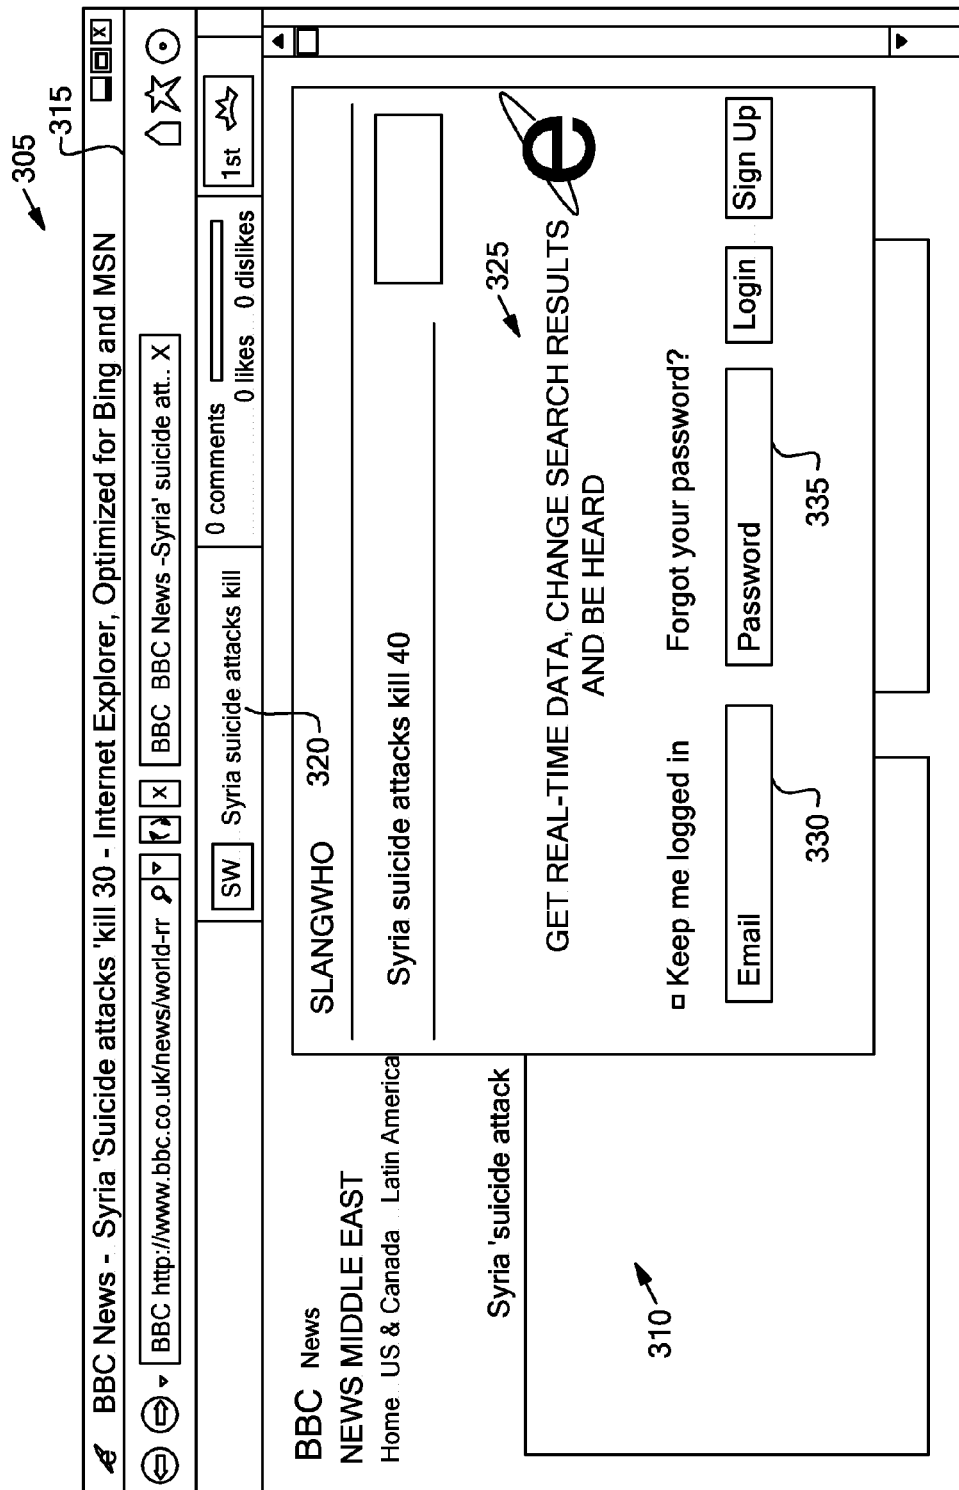 305
315
e BBC News - Syria 'Suicide attacks 'kill 30 - Internet Explorer, Optimized for Bing and MSN
BBC http://www.bbc.co.uk/news/world-rr
X
BBC BBC News -Syria' suicide att.. X
SW Syria suicide attacks kill
0 comments
0 likes 0 dislikes
1st
320
BBC News
NEWS MIDDLE EAST
Home US & Canada Latin America
Syria 'suicide attack
310
SLANGWHO
Syria suicide attacks kill 40
325
GET REAL-TIME DATA, CHANGE SEARCH RESULTS
AND BE HEARD
e
Keep me logged in
Forgot your password?
Email
Password
Login
Sign Up
330
335